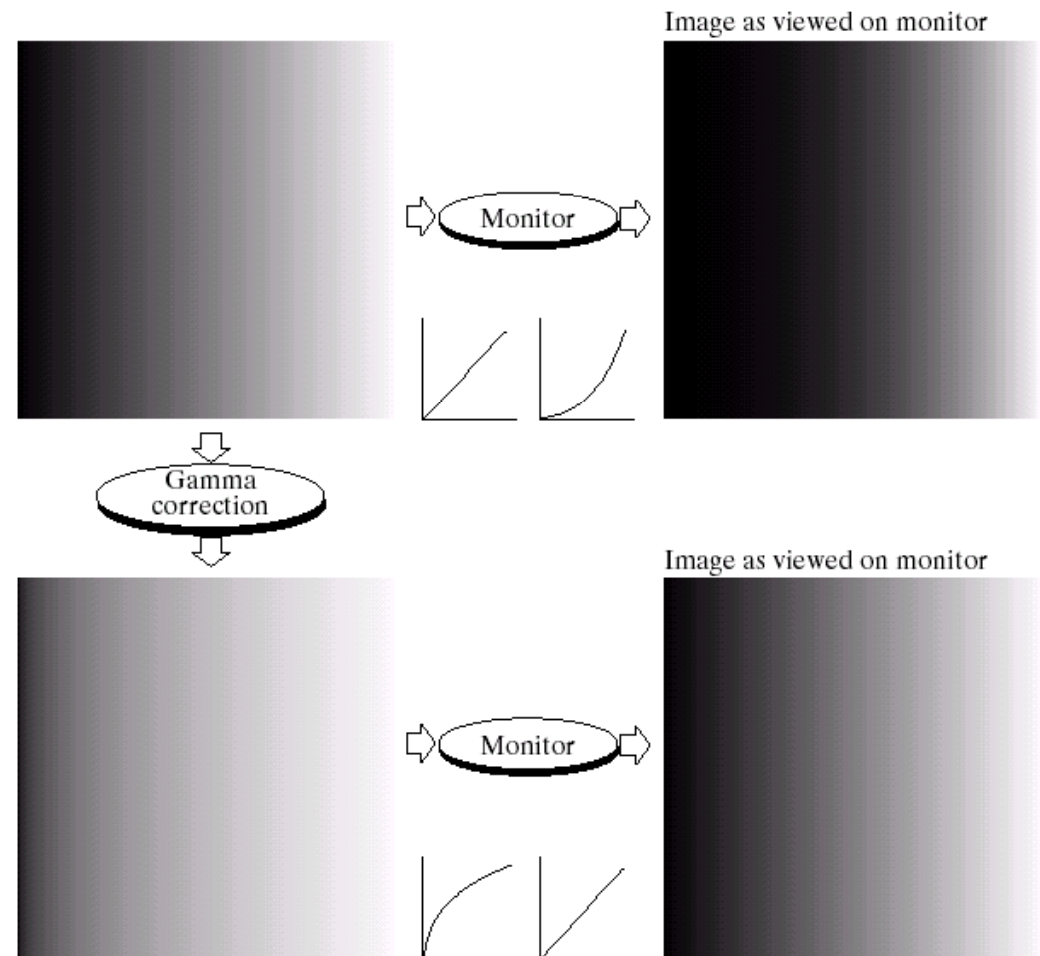 Image as viewed on monitor
Monitor
Gamma
correction
Image as viewed on monitor
Monitor